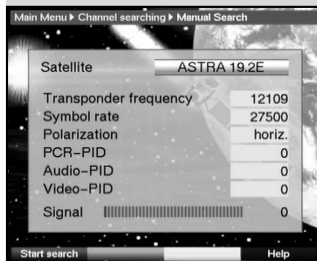 Main Menu ▶ Channel searching ▶ Manual Search
Satellite ASTRA 19.2E
Transponder frequency 12109
Symbol rate 27500
Polarization horiz.
PCR-PID 0
Audio-PID 0
Video-PID 0
Signal 0
Start search Help